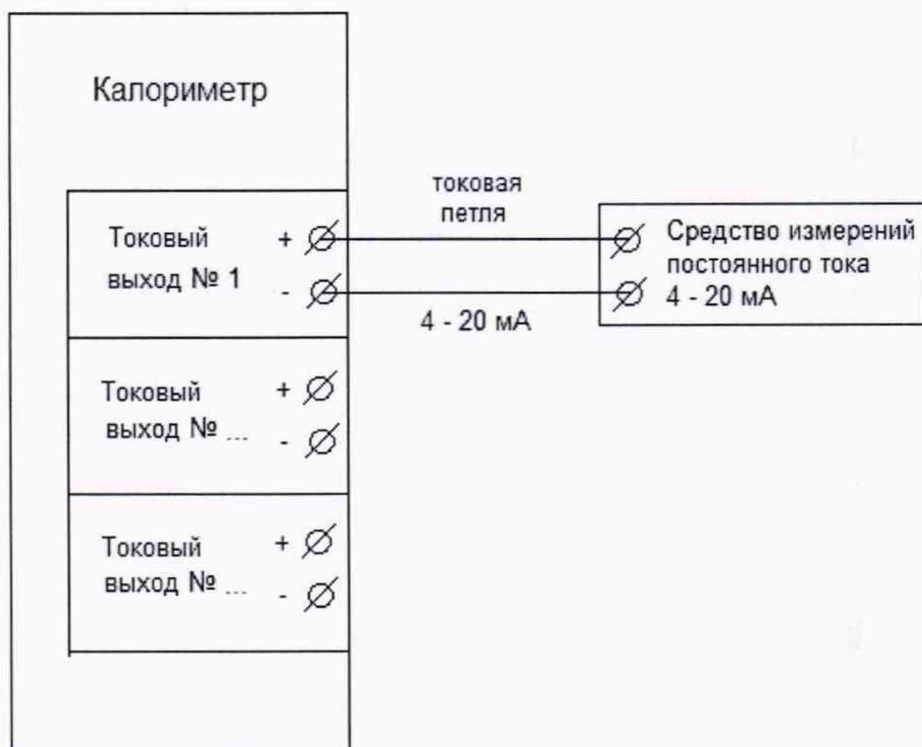 Калориметр
токовая
петля
Токовый +
выход № 1 -
Средство измерений
постоянного тока
4 - 20 мА
4 - 20 мА
Токовый +
выход № ... -
Токовый +
выход № ... -